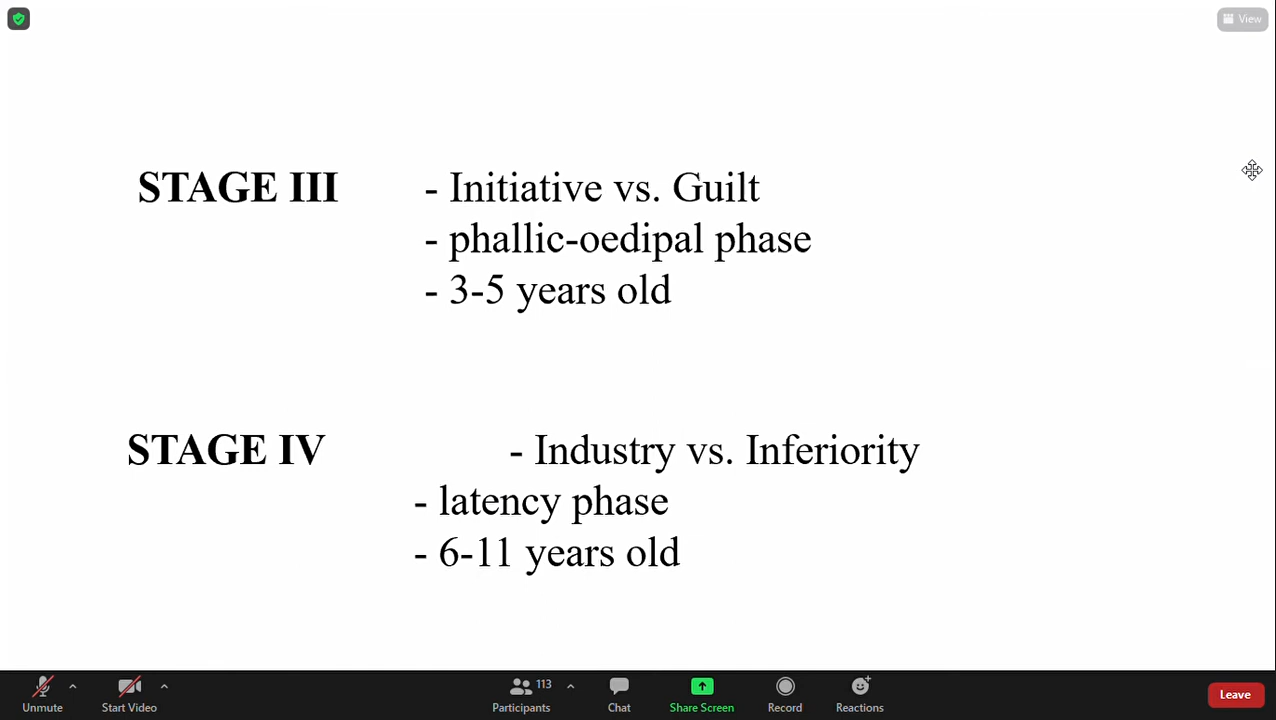 View
STAGE III - Initiative vs. Guilt
- phallic-oedipal phase
- 3-5 years old
STAGE IV - Industry vs. Inferiority
- latency phase
- 6-11 years old
Unmute
Start Video
113
Participants
Chat
Share Screen
Record
Reactions
Leave